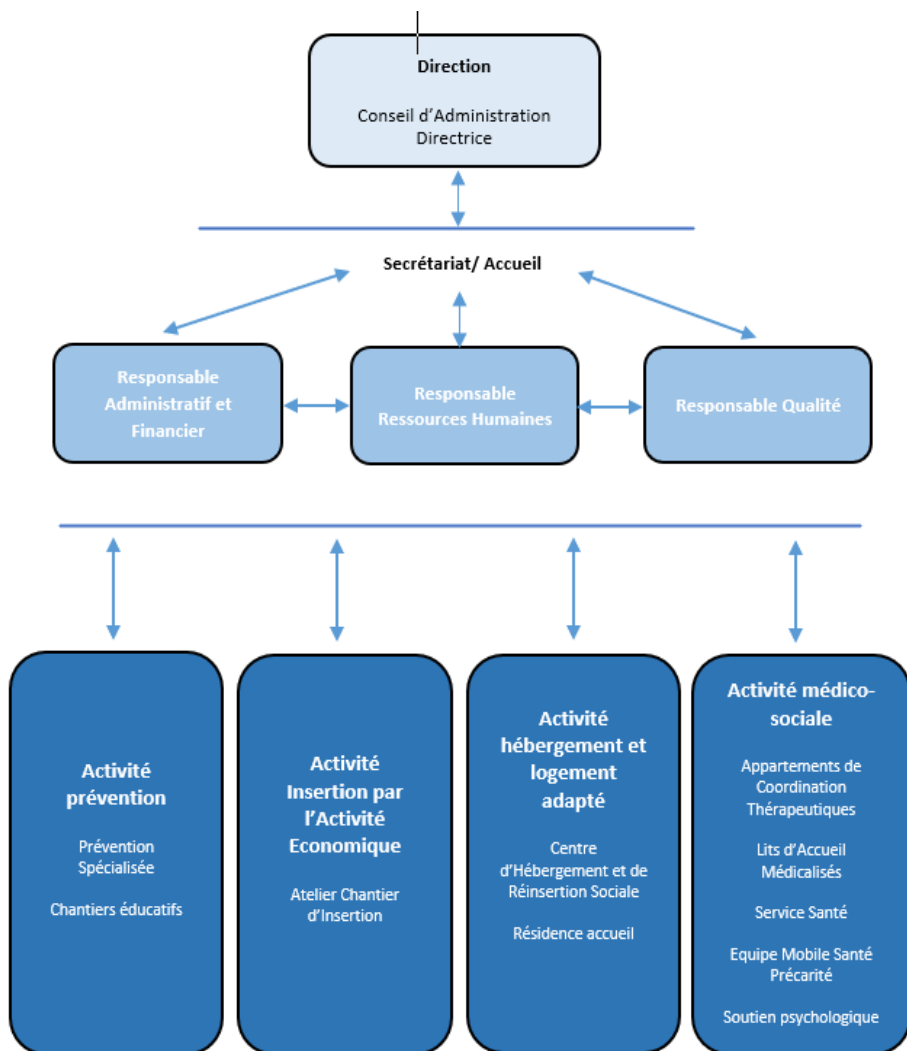 Direction
Conseil d'Administration
Directrice
Secrétariat/ Accueil
Responsable
Administratif et
Financier
Responsable
Ressources Humaines
Responsable Qualité
Activité
prévention
Prévention
Spécialisée
Chantiers éducatifs
Activité
Insertion par
l'Activité
Economique
Atelier Chantier
d'Insertion
Activité
hébergement et
logement
adapté
Centre
d'Hébergement et de
Réinsertion Sociale
Résidence accueil
Activité médico-
sociale
Appartements de
Coordination
Thérapeutiques
Lits d'Accueil
Médicalisés
Service Santé
Equipe Mobile Santé
Précarité
Soutien psychologique